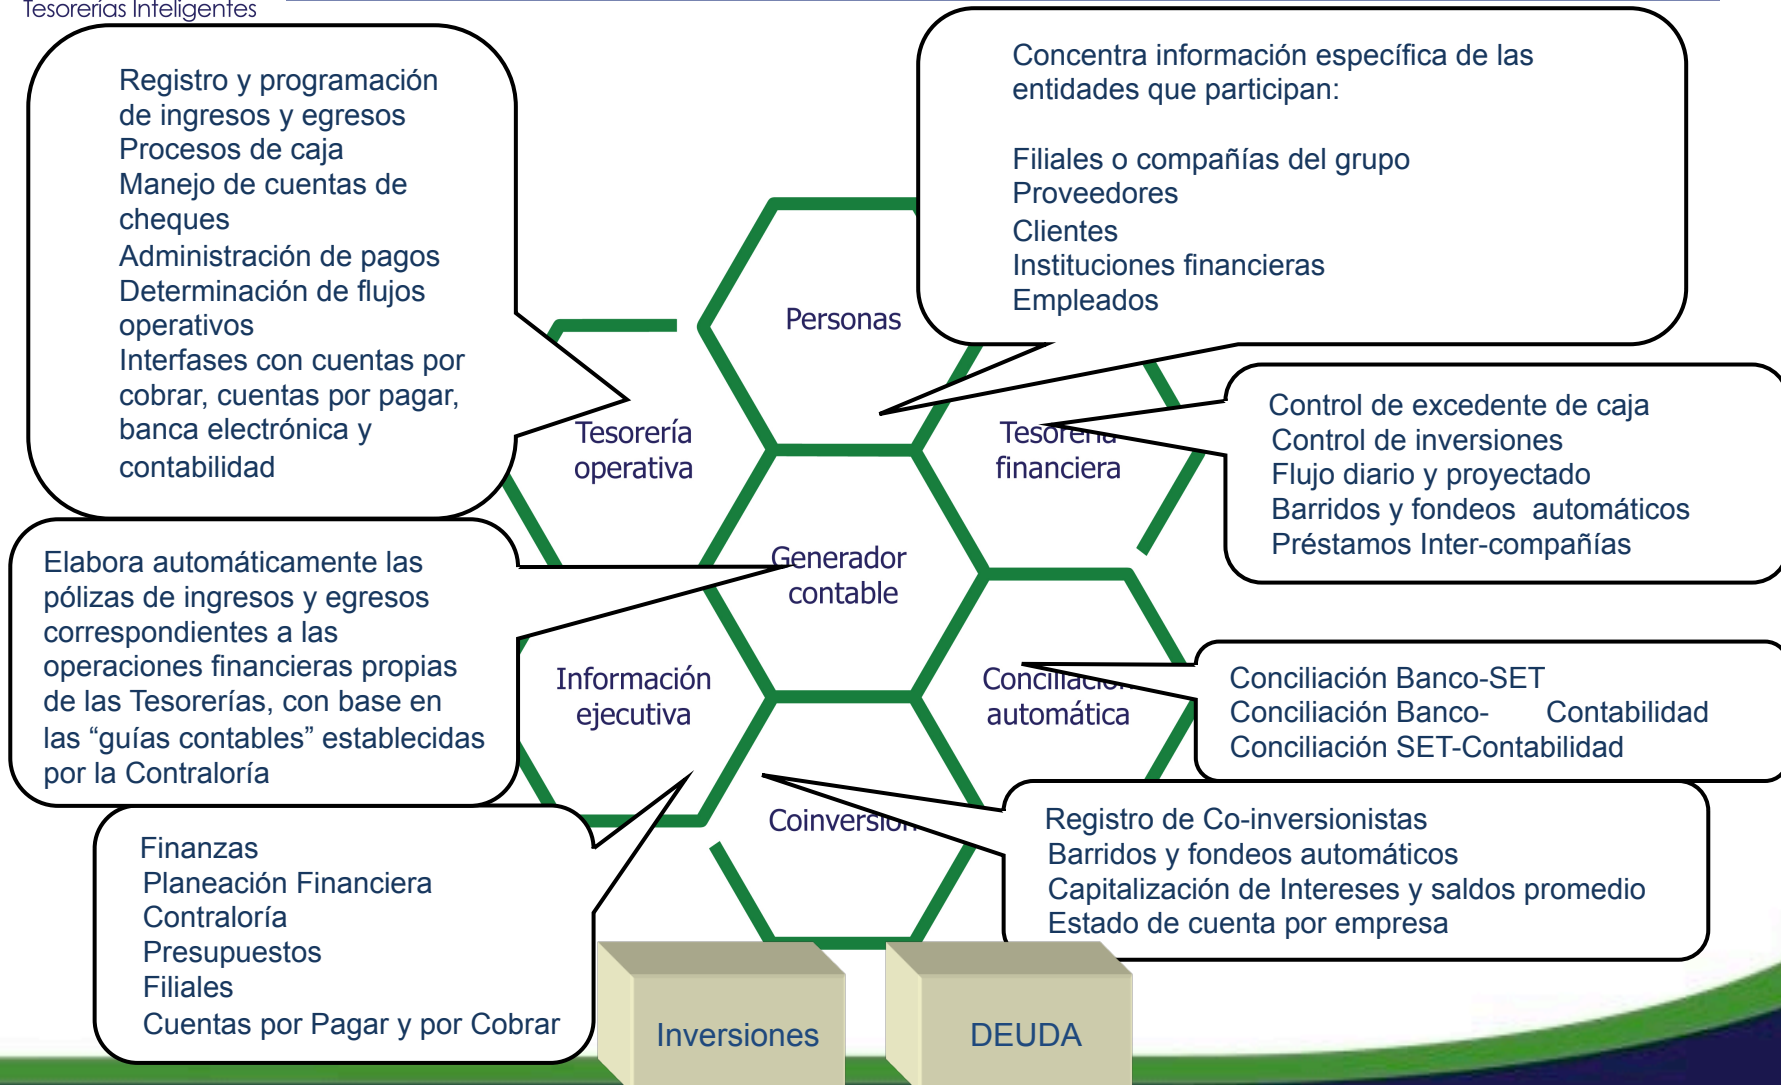 Tesorerías Inteligentes
Registro y programación
de ingresos y egresos
Procesos de caja
Manejo de cuentas de
cheques
Administración de pagos
Determinación de flujos
operativos
Interfases con cuentas por
cobrar, cuentas por pagar,
banca electrónica y
contabilidad
Concentra información específica de las
entidades que participan:
Filiales o compañías del grupo
Proveedores
Clientes
Instituciones financieras
Empleados
Personas
Tesorería
operativa
Tesorería
financiera
Control de excedente de caja
Control de inversiones
Flujo diario y proyectado
Barridos y fondeos automáticos
Préstamos Inter-compañías
Elabora automáticamente las
pólizas de ingresos y egresos
correspondientes a las
operaciones financieras propias
de las Tesorerías, con base en
las “guías contables” establecidas
por la Contraloría
Generador
contable
Información
ejecutiva
Conciliación
automática
Conciliación Banco-SET
Conciliación Banco- Contabilidad
Conciliación SET-Contabilidad
Coinversión
Registro de Co-inversionistas
Barridos y fondeos automáticos
Capitalización de Intereses y saldos promedio
Estado de cuenta por empresa
Finanzas
Planeación Financiera
Contraloría
Presupuestos
Filiales
Cuentas por Pagar y por Cobrar
Inversiones
DEUDA